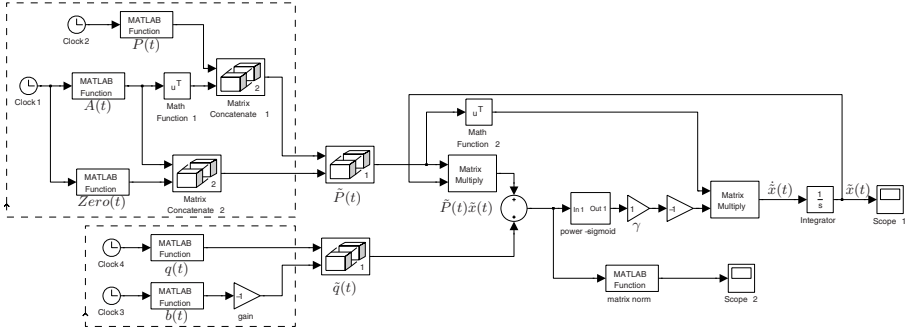 MATLAB
Function
Clock 2
P(t)
MATLAB
Function
Clock 1
A(t)
u^T
Math
Function 1
2
Matrix
Concatenate 1
MATLAB
Function
Zero(t)
2
Matrix
Concatenate 2
1
P̃(t)
u^T
Math
Function 2
Matrix
Multiply
P̃(t)x̃(t)
+
+
In 1 Out 1
power -sigmoid
1
γ
-1
Matrix
Multiply
ẋ̃(t)
1
s
Integrator
x̃(t)
Scope 1
MATLAB
Function
Clock 4
q(t)
MATLAB
Function
Clock 3
b(t)
-1
gain
1
q̃(t)
MATLAB
Function
matrix norm
Scope 2